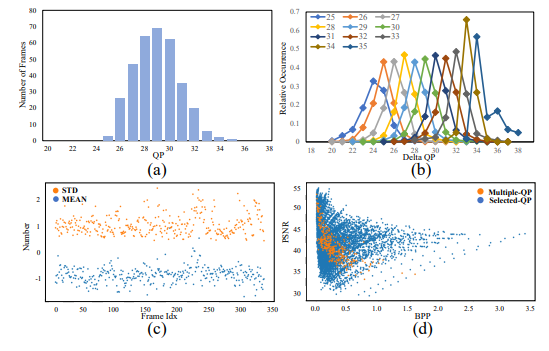 80
70
60
50
40
30
20
10
0
Number of Frames
20 22 24 26 28 30 32 34 36 38
QP
(a)
0.7
0.6
0.5
0.4
0.3
0.2
0.1
0
Relative Occurrence
25 26 27
28 29 30
31 32 33
34 35
18 20 22 24 26 28 30 32 34 36 38
Delta QP
(b)
STD
MEAN
2
1
0
-1
Number
0 50 100 150 200 250 300 350
Frame Idx
(c)
Multiple-QP
Selected-QP
55
50
45
40
35
30
PSNR
0.0 0.5 1.0 1.5 2.0 2.5 3.0 3.5
BPP
(d)